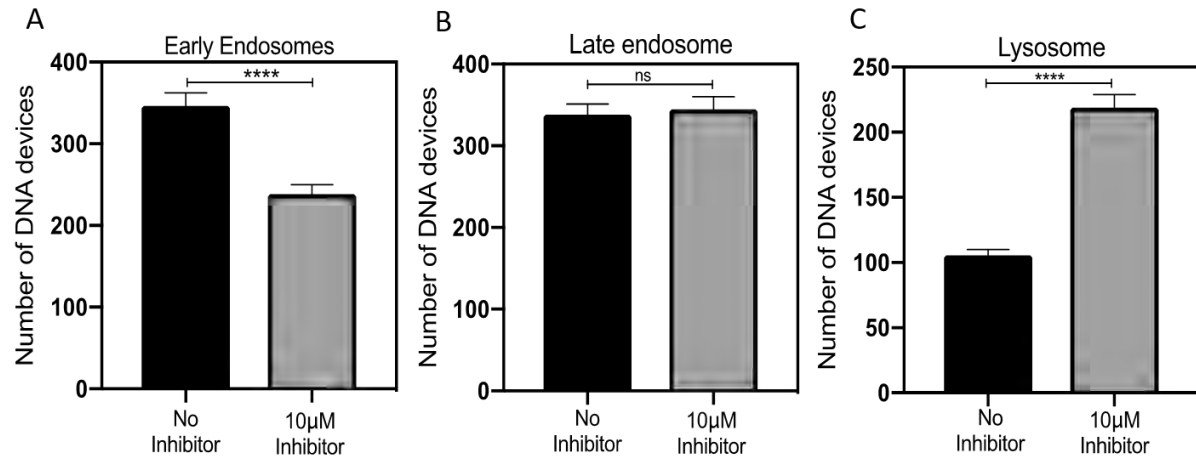 A
Early Endosomes
****
Number of DNA devices
400
300
200
100
0
No
Inhibitor
10µM
Inhibitor
B
Late endosome
ns
Number of DNA devices
400
300
200
100
0
No
Inhibitor
10µM
Inhibitor
C
Lysosome
****
Number of DNA devices
250
200
150
100
50
0
No
Inhibitor
10µM
Inhibitor